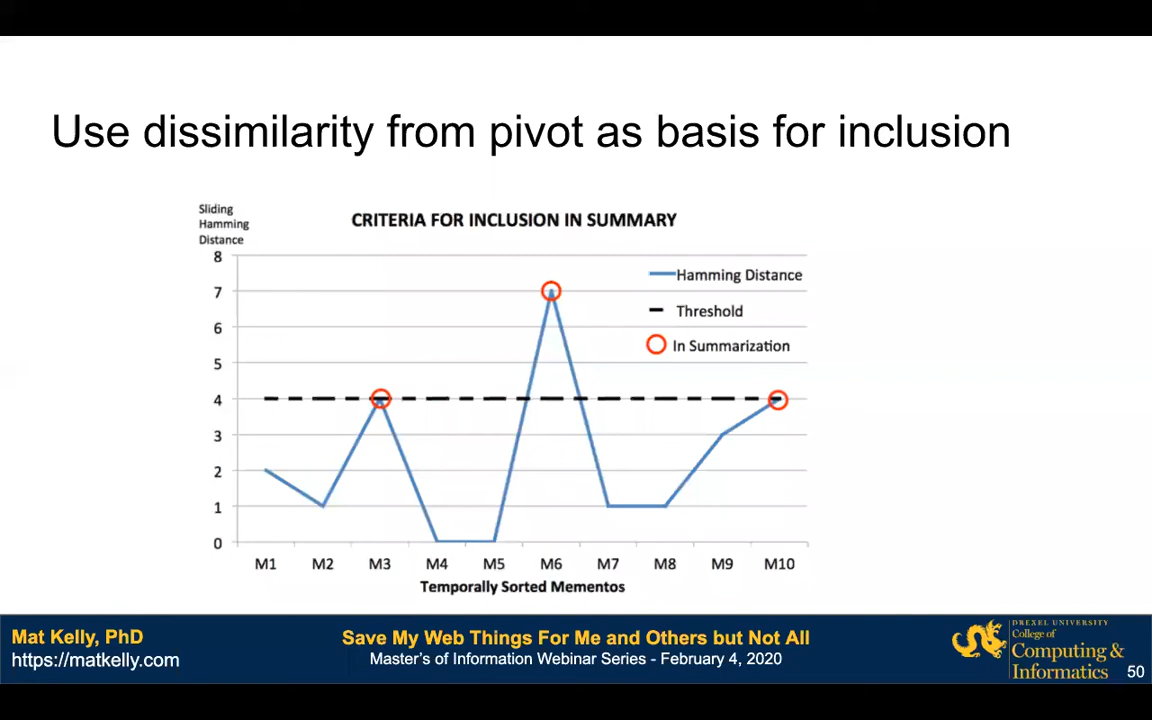 Use dissimilarity from pivot as basis for inclusion
Sliding
Hamming
Distance
CRITERIA FOR INCLUSION IN SUMMARY
8
7
6
5
4
3
2
1
0
Hamming Distance
Threshold
In Summarization
M1 M2 M3 M4 M5 M6 M7 M8 M9 M10
Temporally Sorted Mementos
Mat Kelly, PhD
https://matkelly.com
Save My Web Things For Me and Others but Not All
Master's of Information Webinar Series - February 4, 2020
DREXEL UNIVERSITY
College of
Computing &
Informatics
50